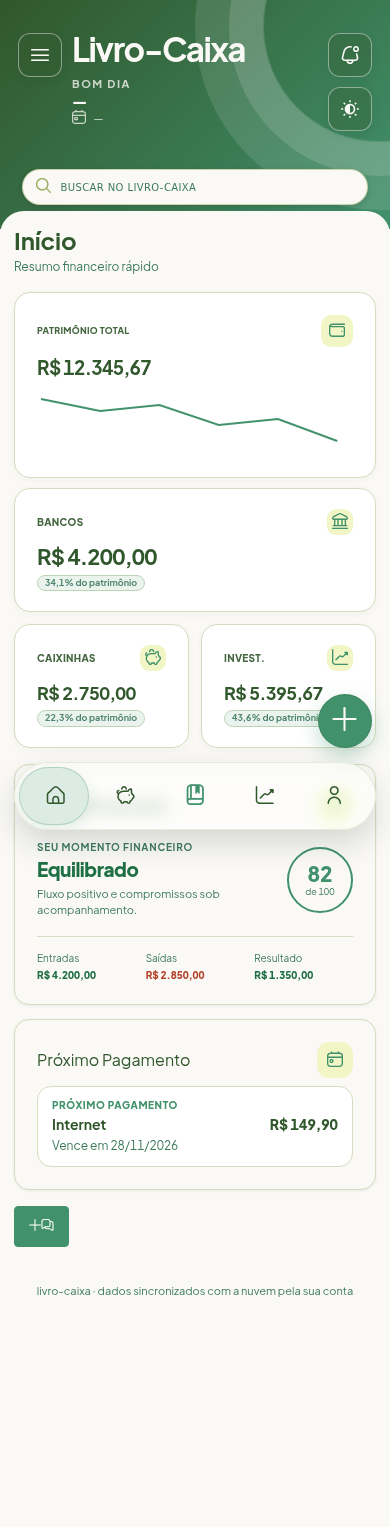 Livro-Caixa
BOM DIA
—
—
BUSCAR NO LIVRO-CAIXA
Início
Resumo financeiro rápido
PATRIMÔNIO TOTAL
R$ 12.345,67
BANCOS
R$ 4.200,00
34,1% do patrimônio
CAIXINHAS
R$ 2.750,00
22,3% do patrimônio
INVEST.
R$ 5.395,67
43,6% do patrimôni
SEU MOMENTO FINANCEIRO
Equilibrado
Fluxo positivo e compromissos sob
acompanhamento.
82
de 100
Entradas
R$ 4.200,00
Saídas
R$ 2.850,00
Resultado
R$ 1.350,00
Próximo Pagamento
PRÓXIMO PAGAMENTO
Internet
R$ 149,90
Vence em 28/11/2026
livro-caixa · dados sincronizados com a nuvem pela sua conta